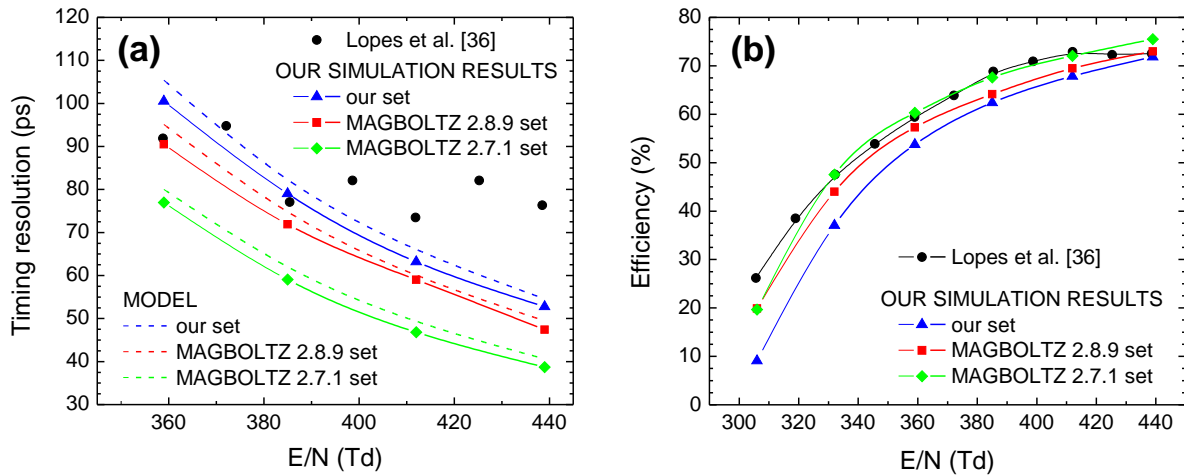 (a)
Lopes et al. [36]
OUR SIMULATION RESULTS
our set
MAGBOLTZ 2.8.9 set
MAGBOLTZ 2.7.1 set
MODEL
our set
MAGBOLTZ 2.8.9 set
MAGBOLTZ 2.7.1 set
Timing resolution (ps)
120
110
100
90
80
70
60
50
40
30
360
380
400
420
440
E/N (Td)
(b)
Lopes et al. [36]
OUR SIMULATION RESULTS
our set
MAGBOLTZ 2.8.9 set
MAGBOLTZ 2.7.1 set
Efficiency (%)
80
70
60
50
40
30
20
10
0
300
320
340
360
380
400
420
440
E/N (Td)